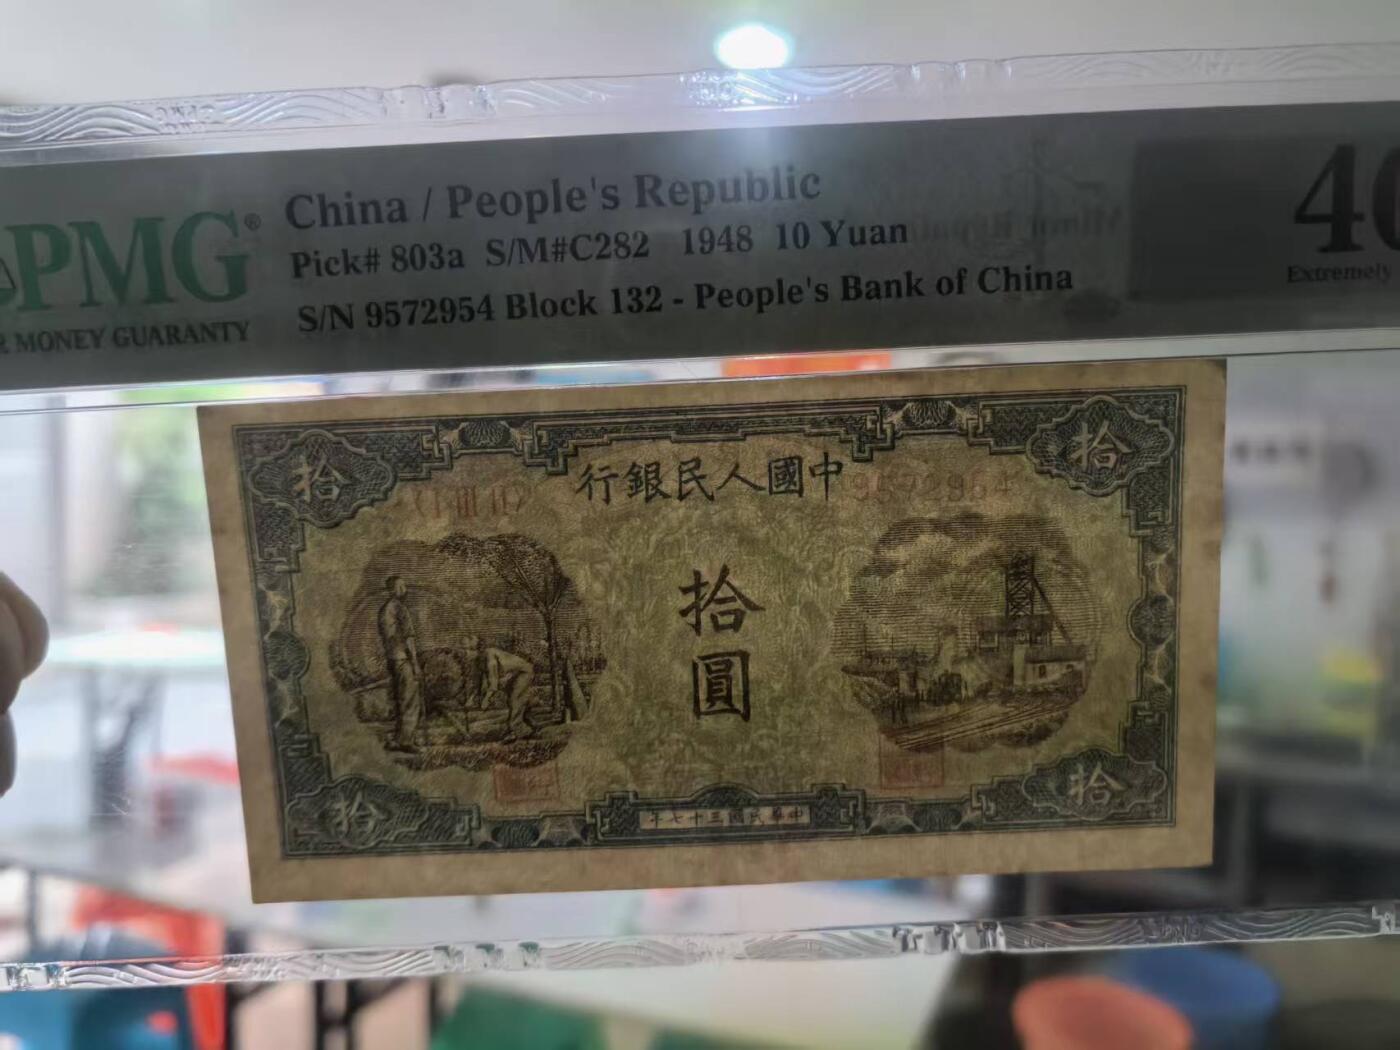 PMG®
MONEY GUARANTY
China / People's Republic
Pick# 803a S/M#C282 1948 10 Yuan
S/N 9572954 Block 132 - People's Bank of China
40
Extremely
拾
拾
行銀民人國中
9572954
拾
圓
拾
拾
年七十三國民華中